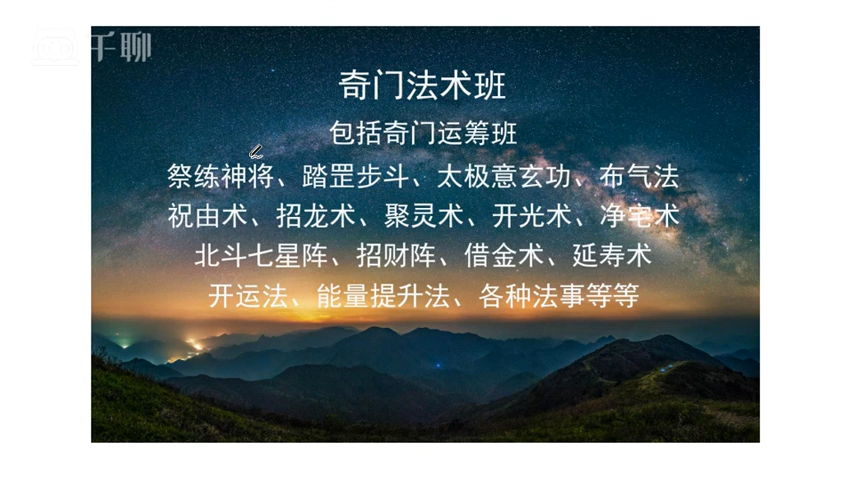 千聊
奇门法术班
包括奇门运筹班
祭练神将、踏罡步斗、太极意玄功、布气法
祝由术、招龙术、聚灵术、开光术、净宅术
北斗七星阵、招财阵、借金术、延寿术
开运法、能量提升法、各种法事等等